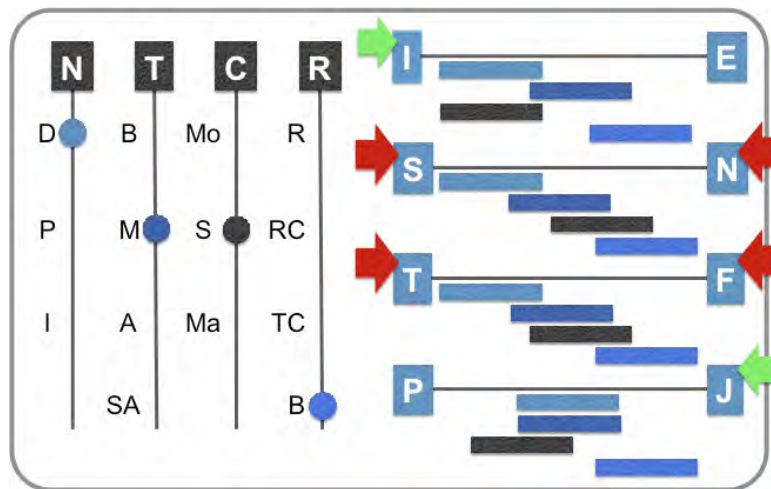 N T C R
D B Mo R
P M S RC
I A Ma TC
SA B
I E
S N
T F
P J